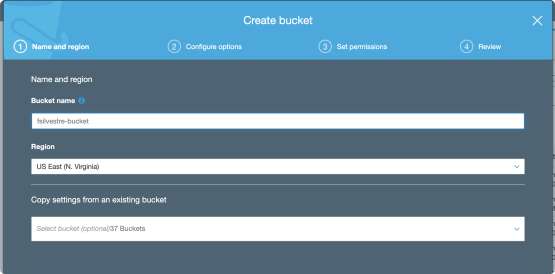 Create bucket
1 Name and region 2 Configure options 3 Set permissions 4 Review
Name and region
Bucket name
fsilvestre-bucket
Region
US East (N. Virginia)
Copy settings from an existing bucket
Select bucket (optional)37 Buckets